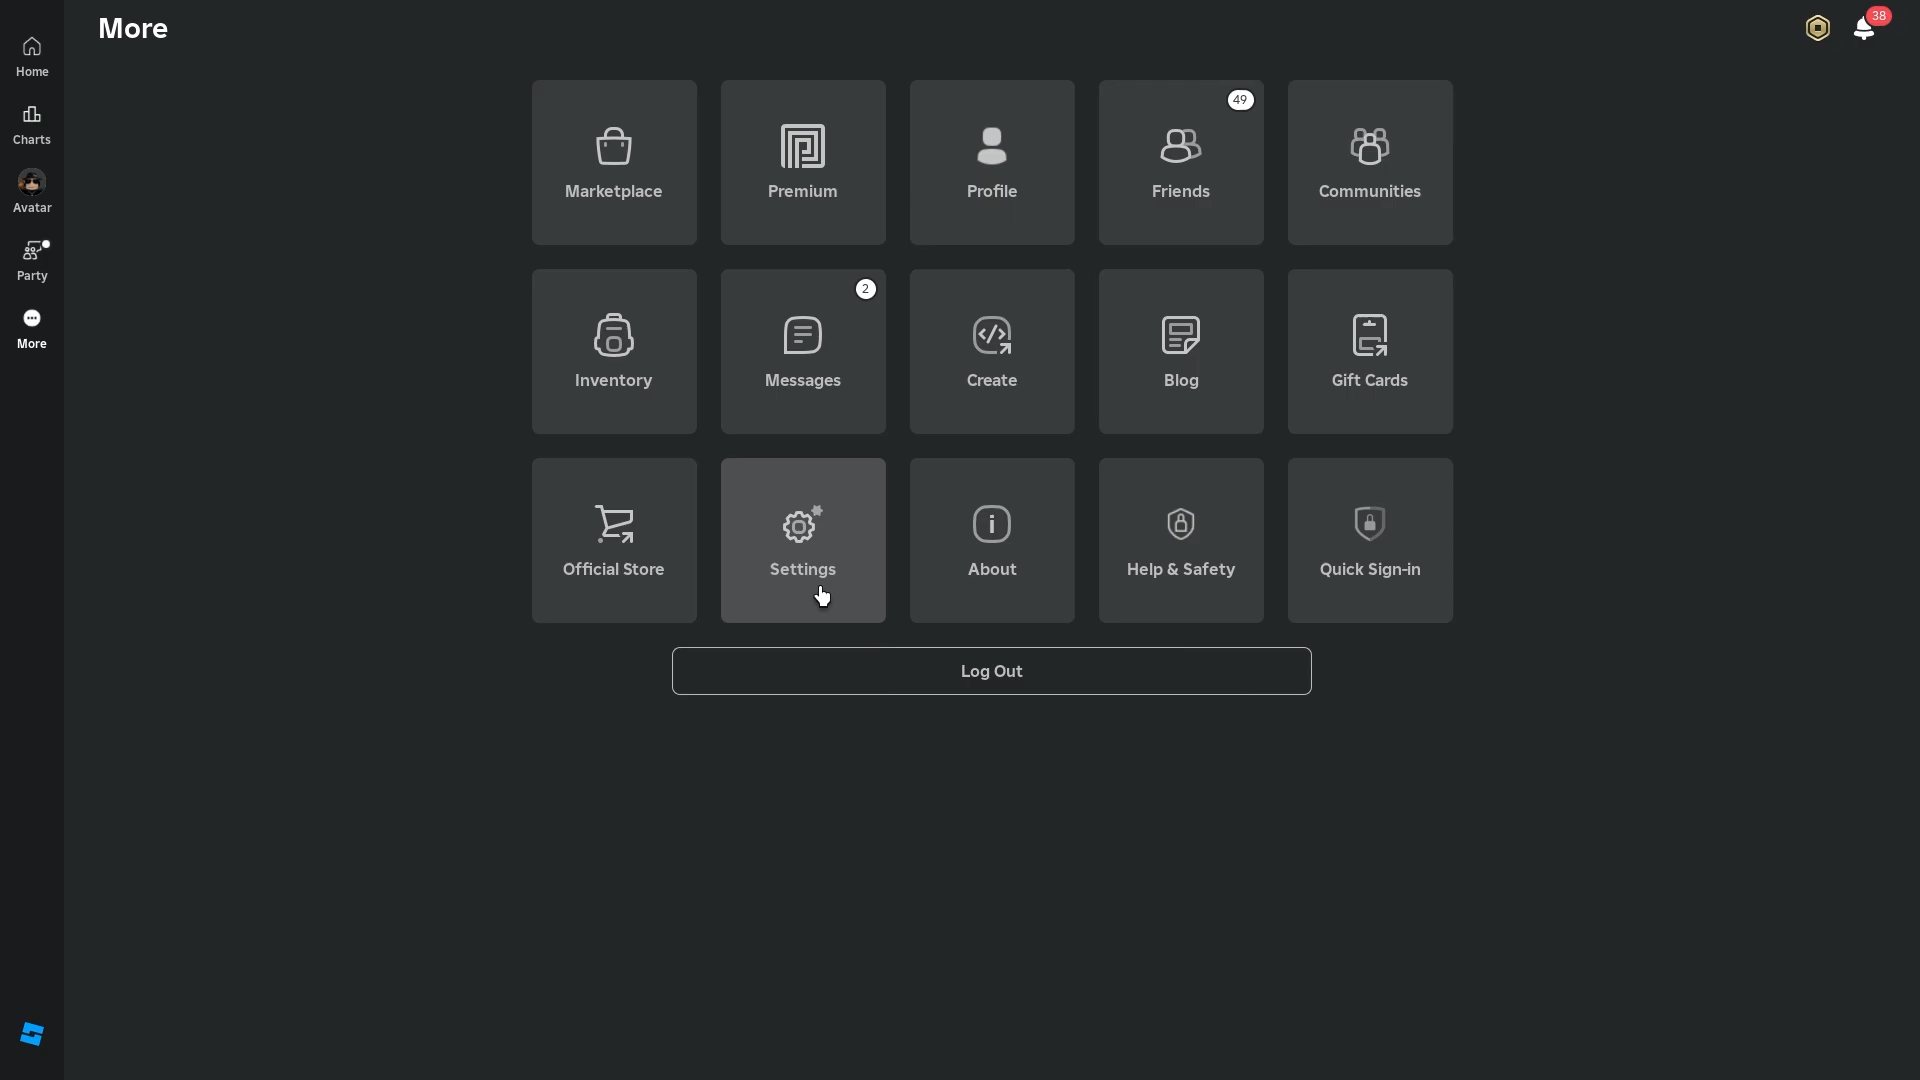 More
38
Home
Charts
Avatar
Party
More
49
Marketplace
Premium
Profile
Friends
Communities
2
Inventory
Messages
Create
Blog
Gift Cards
Official Store
Settings
About
Help & Safety
Quick Sign-in
Log Out